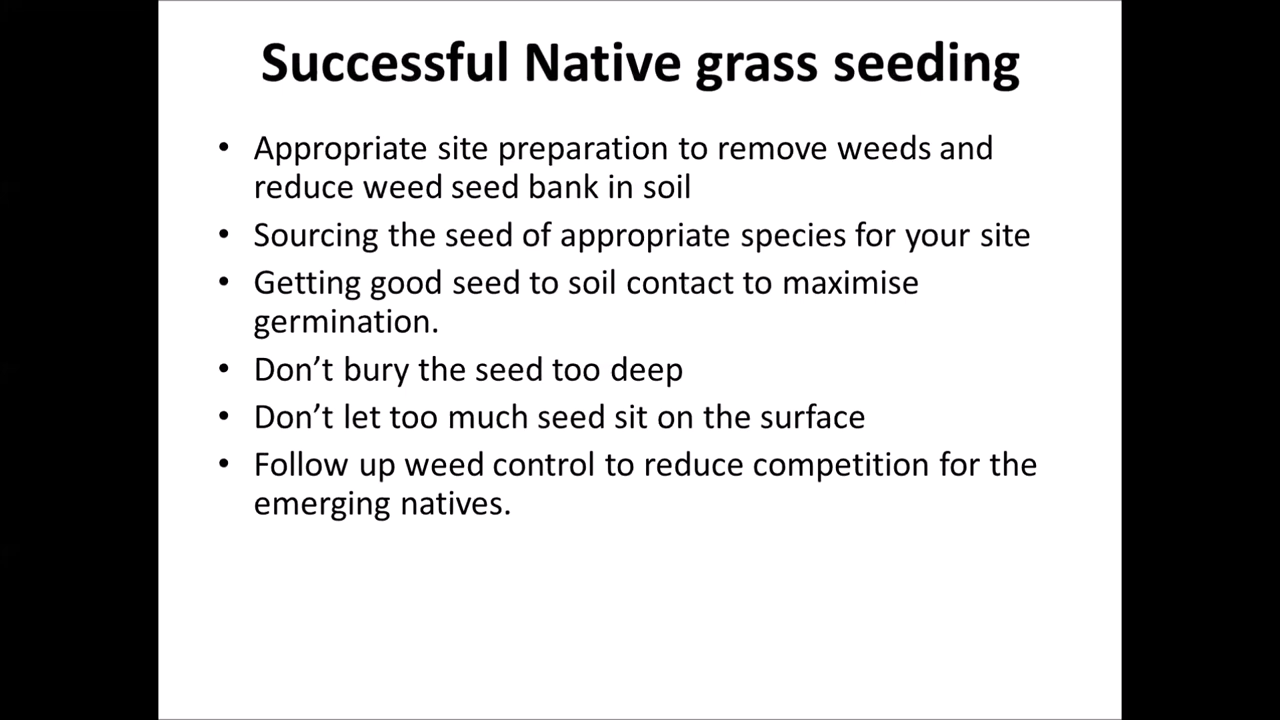 Successful Native grass seeding
• Appropriate site preparation to remove weeds and
reduce weed seed bank in soil
• Sourcing the seed of appropriate species for your site
• Getting good seed to soil contact to maximise
germination.
• Don’t bury the seed too deep
• Don’t let too much seed sit on the surface
• Follow up weed control to reduce competition for the
emerging natives.